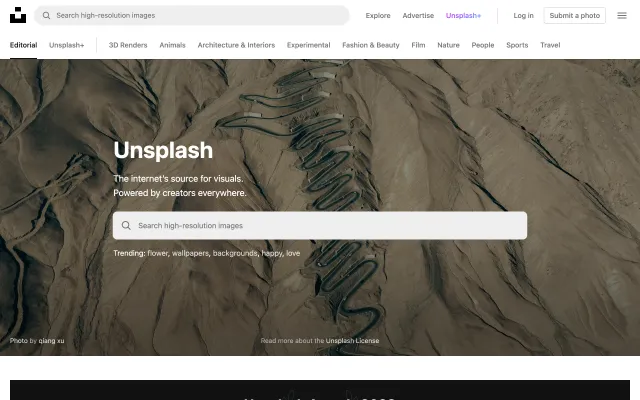 Search high-resolution images
Explore
Advertise
Unsplash+
Log in
Submit a photo
Editorial
Unsplash+
3D Renders
Animals
Architecture & Interiors
Experimental
Fashion & Beauty
Film
Nature
People
Sports
Travel
Unsplash
The internet's source for visuals.
Powered by creators everywhere.
Search high-resolution images
Trending: flower, wallpapers, backgrounds, happy, love
Photo by qiang xu
Read more about the Unsplash License